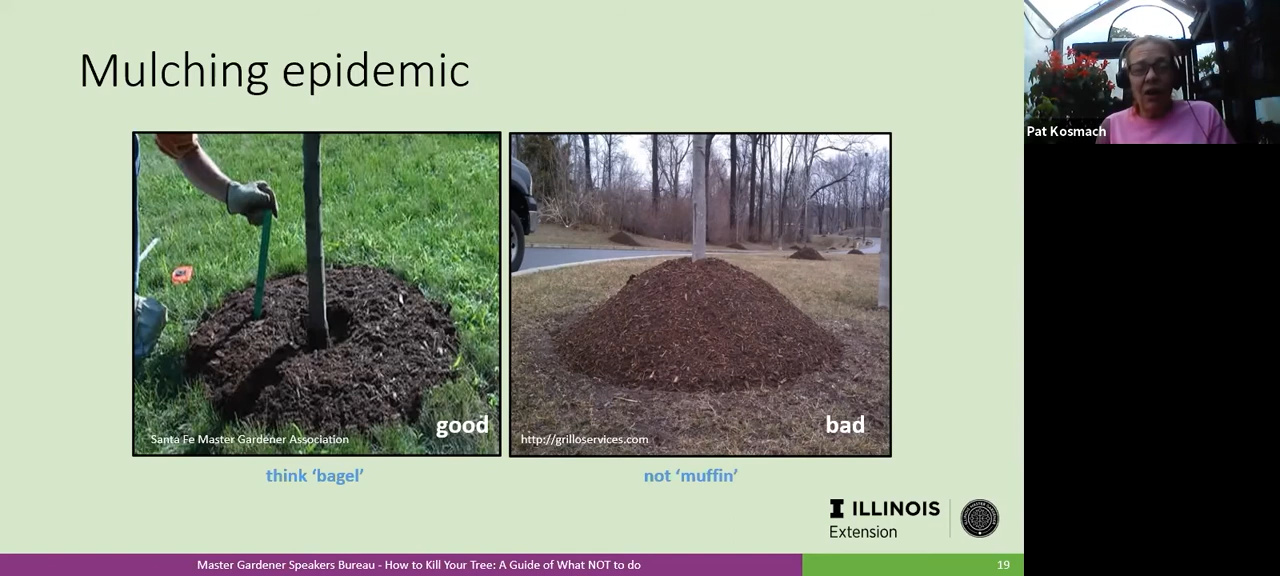 Mulching epidemic
Pat Kosmach
good
Santa Fe Master Gardener Association
bad
http://grilloservices.com
think ‘bagel’
not ‘muffin’
ILLINOIS
Extension
Master Gardener Speakers Bureau - How to Kill Your Tree: A Guide of What NOT to do
19